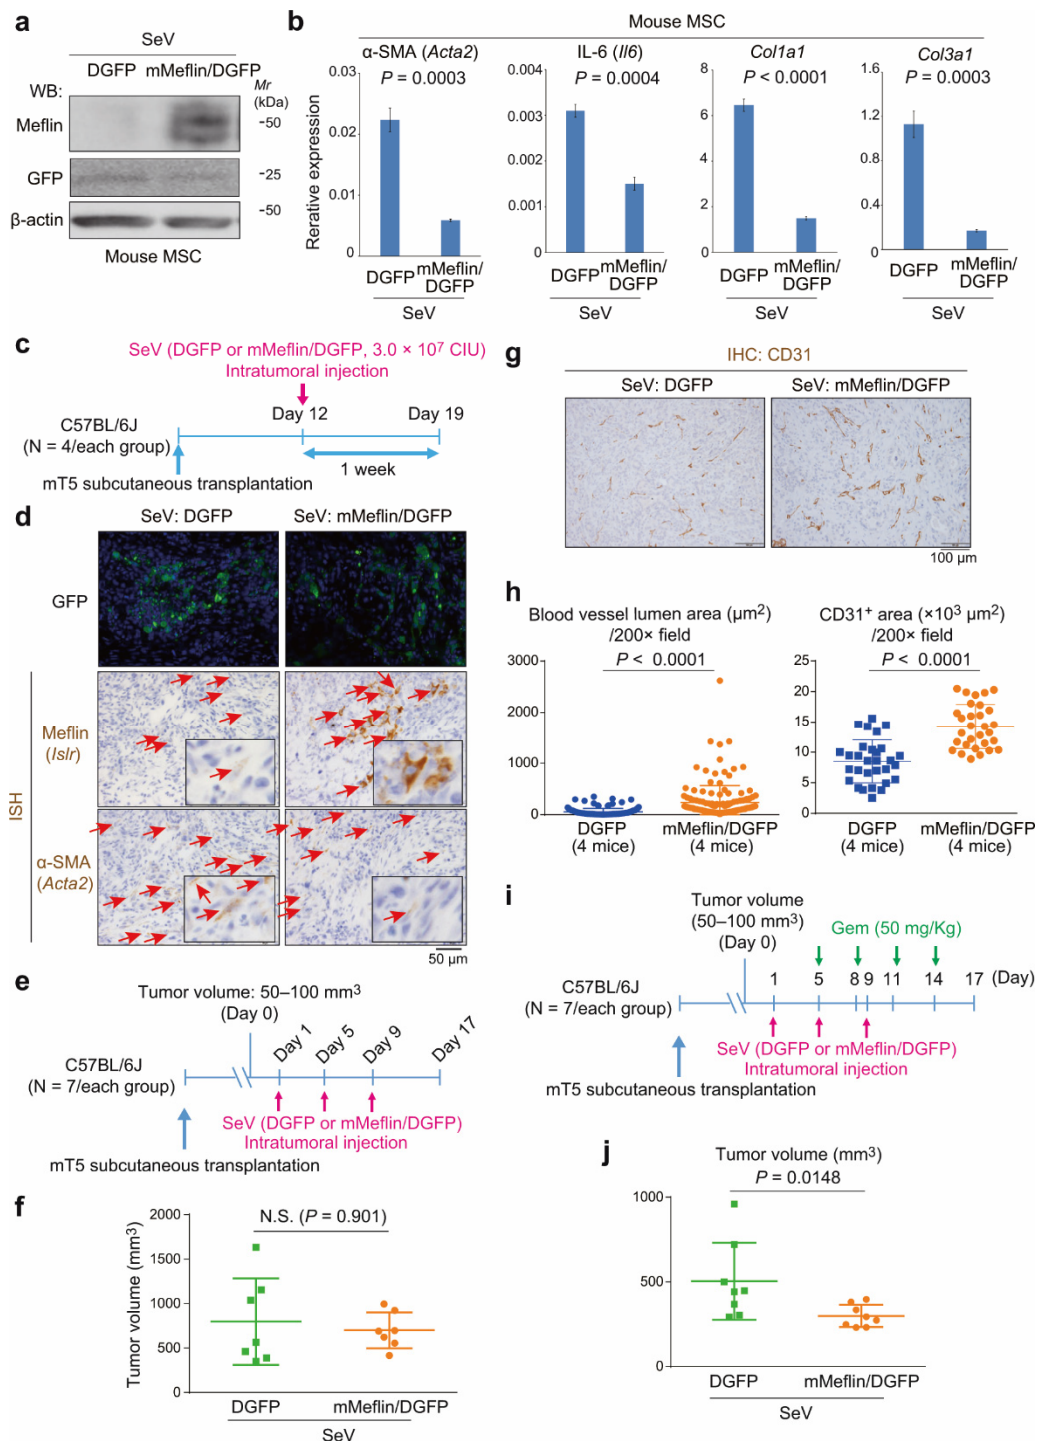 a
SeV
DGFP mMeflin/DGFP
WB:
Mr
(kDa)
Meflin
-50
GFP
-25
β-actin
-50
Mouse MSC
b
Mouse MSC
α-SMA (Acta2)
P = 0.0003
Rerative expression
0.03
0.02
0.01
0
DGFP mMeflin/
DGFP
SeV
IL-6 (Il6)
P = 0.0004
0.004
0.003
0.002
0.001
0
DGFP mMeflin/
DGFP
SeV
Col1a1
P < 0.0001
8
6
4
2
0
DGFP mMeflin/
DGFP
SeV
Col3a1
P = 0.0003
1.6
1.2
0.8
0.4
0
DGFP mMeflin/
DGFP
SeV
c
SeV (DGFP or mMeflin/DGFP, 3.0 × 10⁷ CIU)
Intratumoral injection
Day 12
Day 19
C57BL/6J
(N = 4/each group)
1 week
mT5 subcutaneous transplantation
d
SeV: DGFP
SeV: mMeflin/DGFP
GFP
ISH
Meflin
(Islr)
α-SMA
(Acta2)
50 μm
e
Tumor volume: 50–100 mm³
(Day 0)
Day 1
Day 5
Day 9
Day 17
C57BL/6J
(N = 7/each group)
SeV (DGFP or mMeflin/DGFP)
Intratumoral injection
mT5 subcutaneous transplantation
f
N.S. (P = 0.901)
Tumor volume (mm³)
2000
1500
1000
500
0
DGFP
mMeflin/DGFP
SeV
g
IHC: CD31
SeV: DGFP
SeV: mMeflin/DGFP
100 μm
h
Blood vessel lumen area (μm²)
/200× field
P < 0.0001
3000
2000
1000
0
DGFP
(4 mice)
mMeflin/DGFP
(4 mice)
CD31⁺ area (×10³ μm²)
/200× field
P < 0.0001
25
20
15
10
5
0
DGFP
(4 mice)
mMeflin/DGFP
(4 mice)
i
Tumor volume
(50–100 mm³)
(Day 0)
Gem (50 mg/Kg)
1 5 8 9 11 14 17 (Day)
C57BL/6J
(N = 7/each group)
SeV (DGFP or mMeflin/DGFP)
Intratumoral injection
mT5 subcutaneous transplantation
j
Tumor volume (mm³)
P = 0.0148
1000
500
0
DGFP
mMeflin/DGFP
SeV